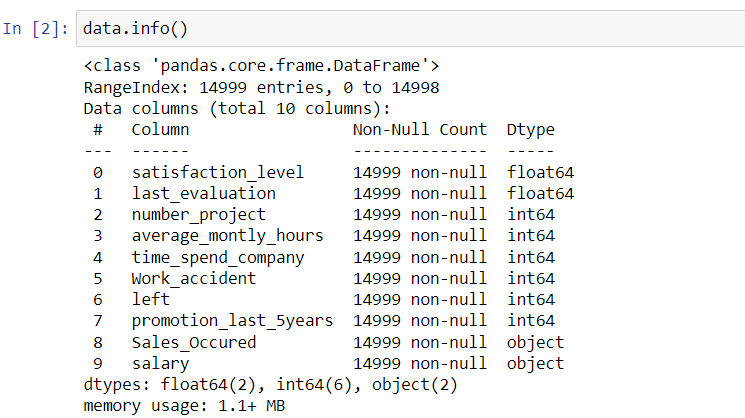 In [2]: data.info()
<class 'pandas.core.frame.DataFrame'>
RangeIndex: 14999 entries, 0 to 14998
Data columns (total 10 columns):
 #   Column                Non-Null Count  Dtype
---  ------                --------------  -----
 0   satisfaction_level    14999 non-null  float64
 1   last_evaluation       14999 non-null  float64
 2   number_project        14999 non-null  int64
 3   average_montly_hours  14999 non-null  int64
 4   time_spend_company    14999 non-null  int64
 5   Work_accident         14999 non-null  int64
 6   left                  14999 non-null  int64
 7   promotion_last_5years  14999 non-null  int64
 8   Sales_Occured         14999 non-null  object
 9   salary                14999 non-null  object
dtypes: float64(2), int64(6), object(2)
memory usage: 1.1+ MB